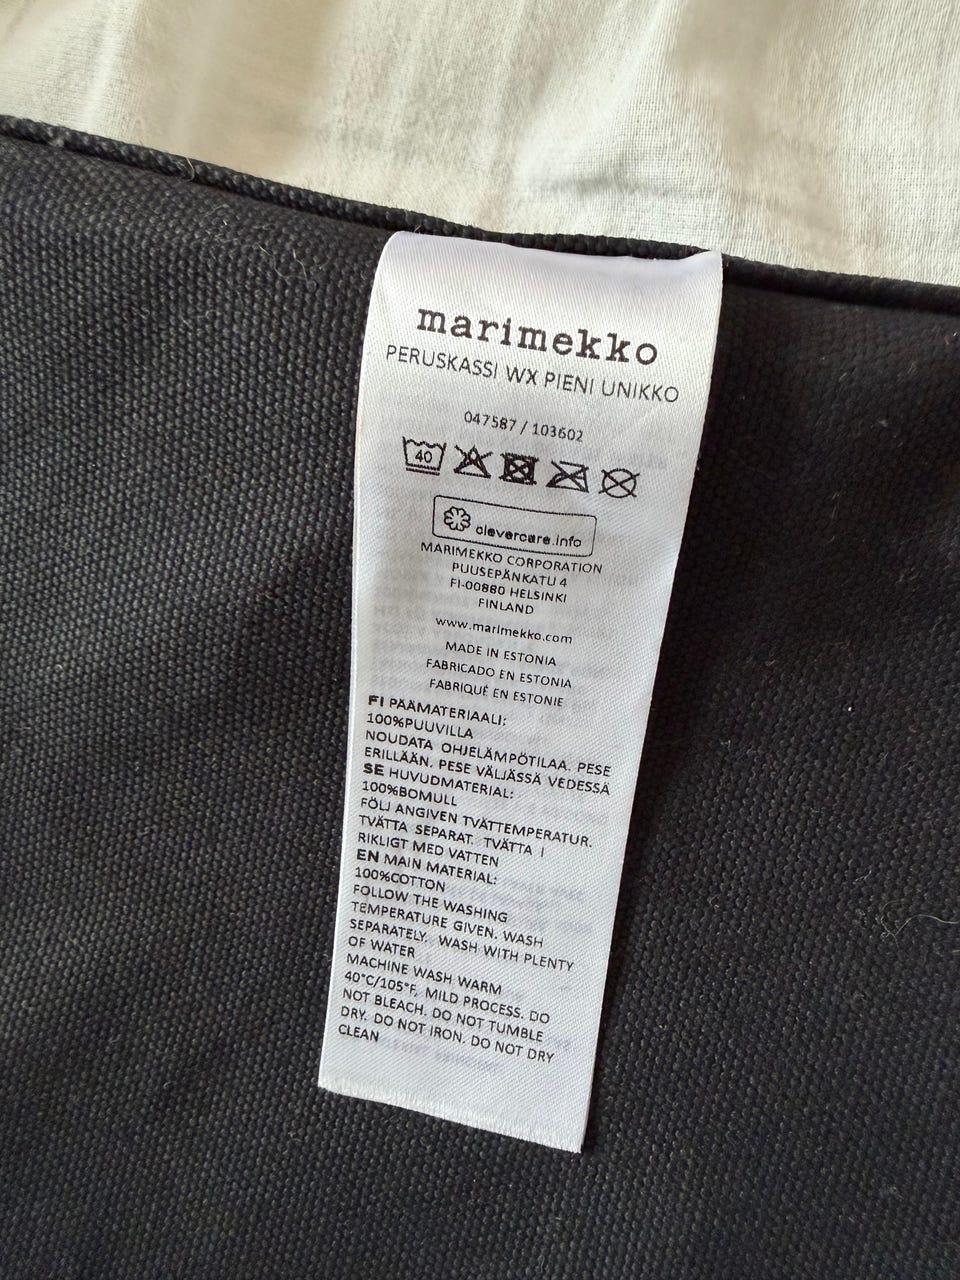 marimekko
PERUSKASSI WX PIENI UNIKKO
047587 / 103602
40
clevercare.info
MARIMEKKO CORPORATION
PUUSEPÄNKATU 4
FI-00880 HELSINKI
FINLAND
www.marimekko.com
MADE IN ESTONIA
FABRICADO EN ESTONIA
FABRIQUÉ EN ESTONIE
FI PÄÄMATERIAALI:
100%PUUVILLA
NOUDATA OHJELÄMPÖTILAA. PESE
ERILLÄÄN. PESE VÄLJÄSSÄ VEDESSÄ
SE HUVUDMATERIAL:
100%BOMULL
FÖLJ ANGIVEN TVÄTTEMPERATUR.
TVÄTTA SEPARAT. TVÄTTA I
RIKLIGT MED VATTEN
EN MAIN MATERIAL:
100%COTTON
FOLLOW THE WASHING
TEMPERATURE GIVEN. WASH
SEPARATELY. WASH WITH PLENTY
OF WATER
MACHINE WASH WARM
40°C/105°F, MILD PROCESS. DO
NOT BLEACH. DO NOT TUMBLE
DRY. DO NOT IRON. DO NOT DRY
CLEAN